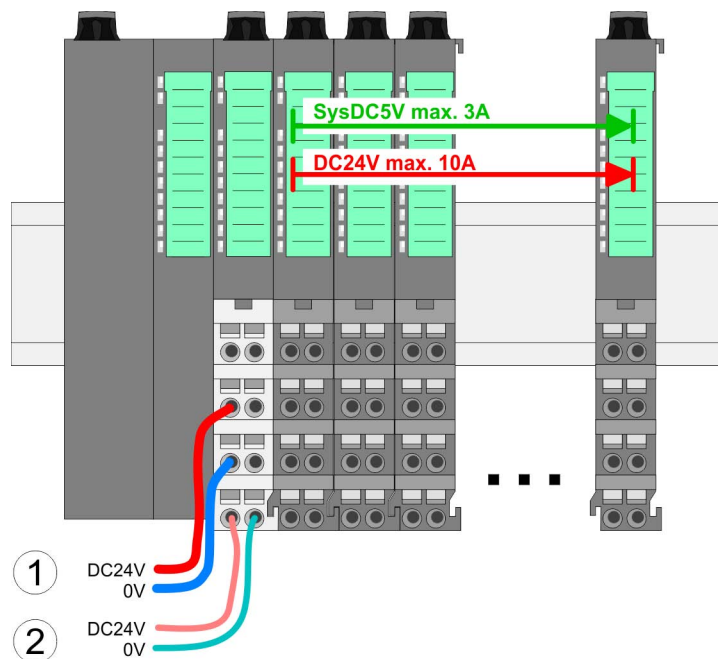 SysDC5V max. 3A
DC24V max. 10A
1 DC24V
0V
2 DC24V
0V